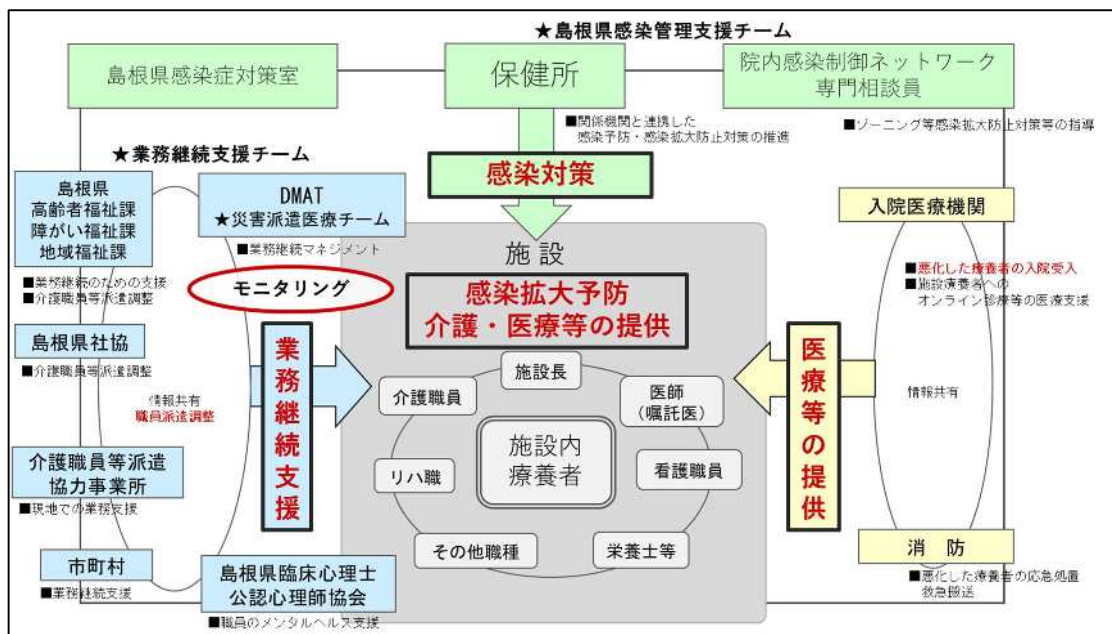 ★島根県感染管理支援チーム
島根県感染症対策室
保健所
院内感染制御ネットワーク
専門相談員
■関係機関と連携した
感染予防・感染拡大防止対策の推進
■ゾーニング等感染拡大防止対策等の指導
★業務継続支援チーム
感染対策
島根県
高齢者福祉課
障がい福祉課
地域福祉課
DMAT
★災害派遣医療チーム
■業務継続マネジメント
■業務継続のための支援
■介護職員等派遣調整
モニタリング
島根県社協
■介護職員等派遣調整
情報共有
職員派遣調整
介護職員等派遣
協力事業所
■現地での業務支援
市町村
■業務継続支援
島根県臨床心理士
公認心理師協会
■職員のメンタルヘルス支援
業務継続支援
施設
感染拡大予防
介護・医療等の提供
施設長
介護職員
医師
（嘱託医）
施設内
療養者
リハ職
看護職員
その他職種
栄養士等
医療等の提供
入院医療機関
■悪化した療養者の入院受入
■施設療養者への
オンライン診療等の医療支援
情報共有
消 防
■悪化した療養者の応急処置
救急搬送